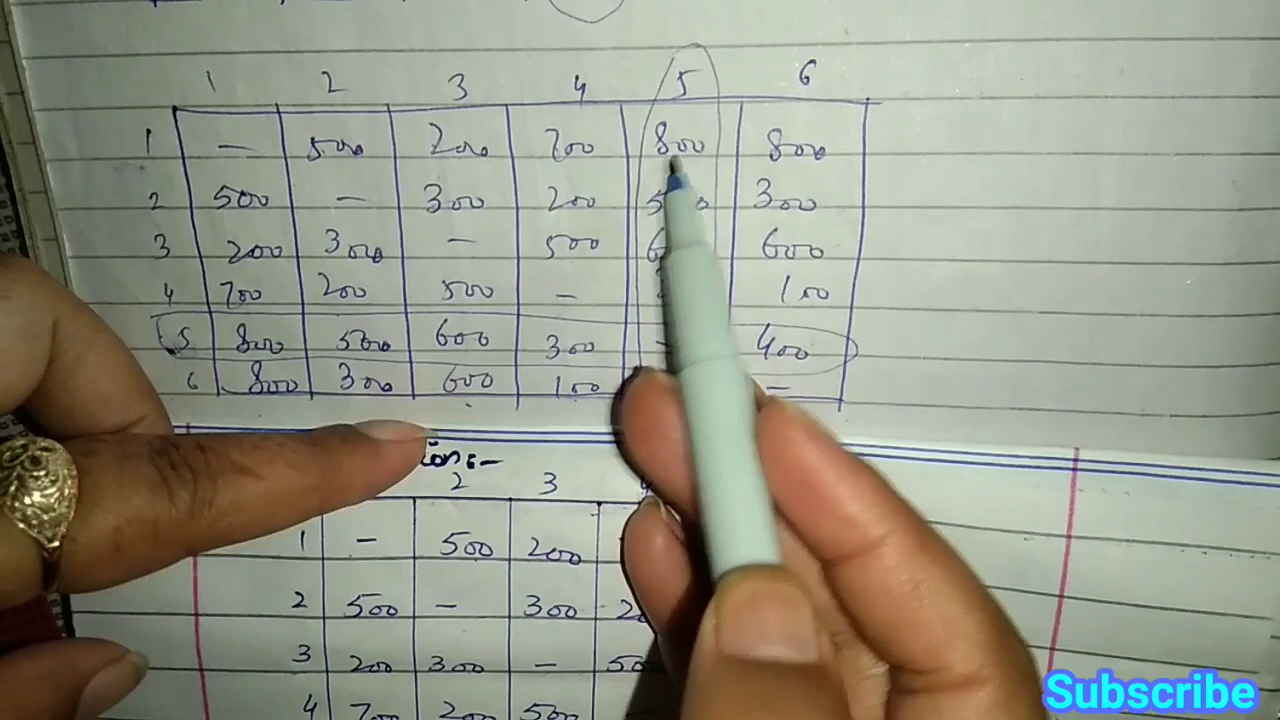 1 2 3 4 5 6
1 — 500 200 700 800 800
2 500 — 300 200 300
3 200 300 — 500 600
4 700 200 500 — 100
5 800 500 600 300 — 400
6 800 300 600 100 —
2 3
1 — 500 200
2 500 — 300
3 200 300 —
4 700 200 500
Subscribe